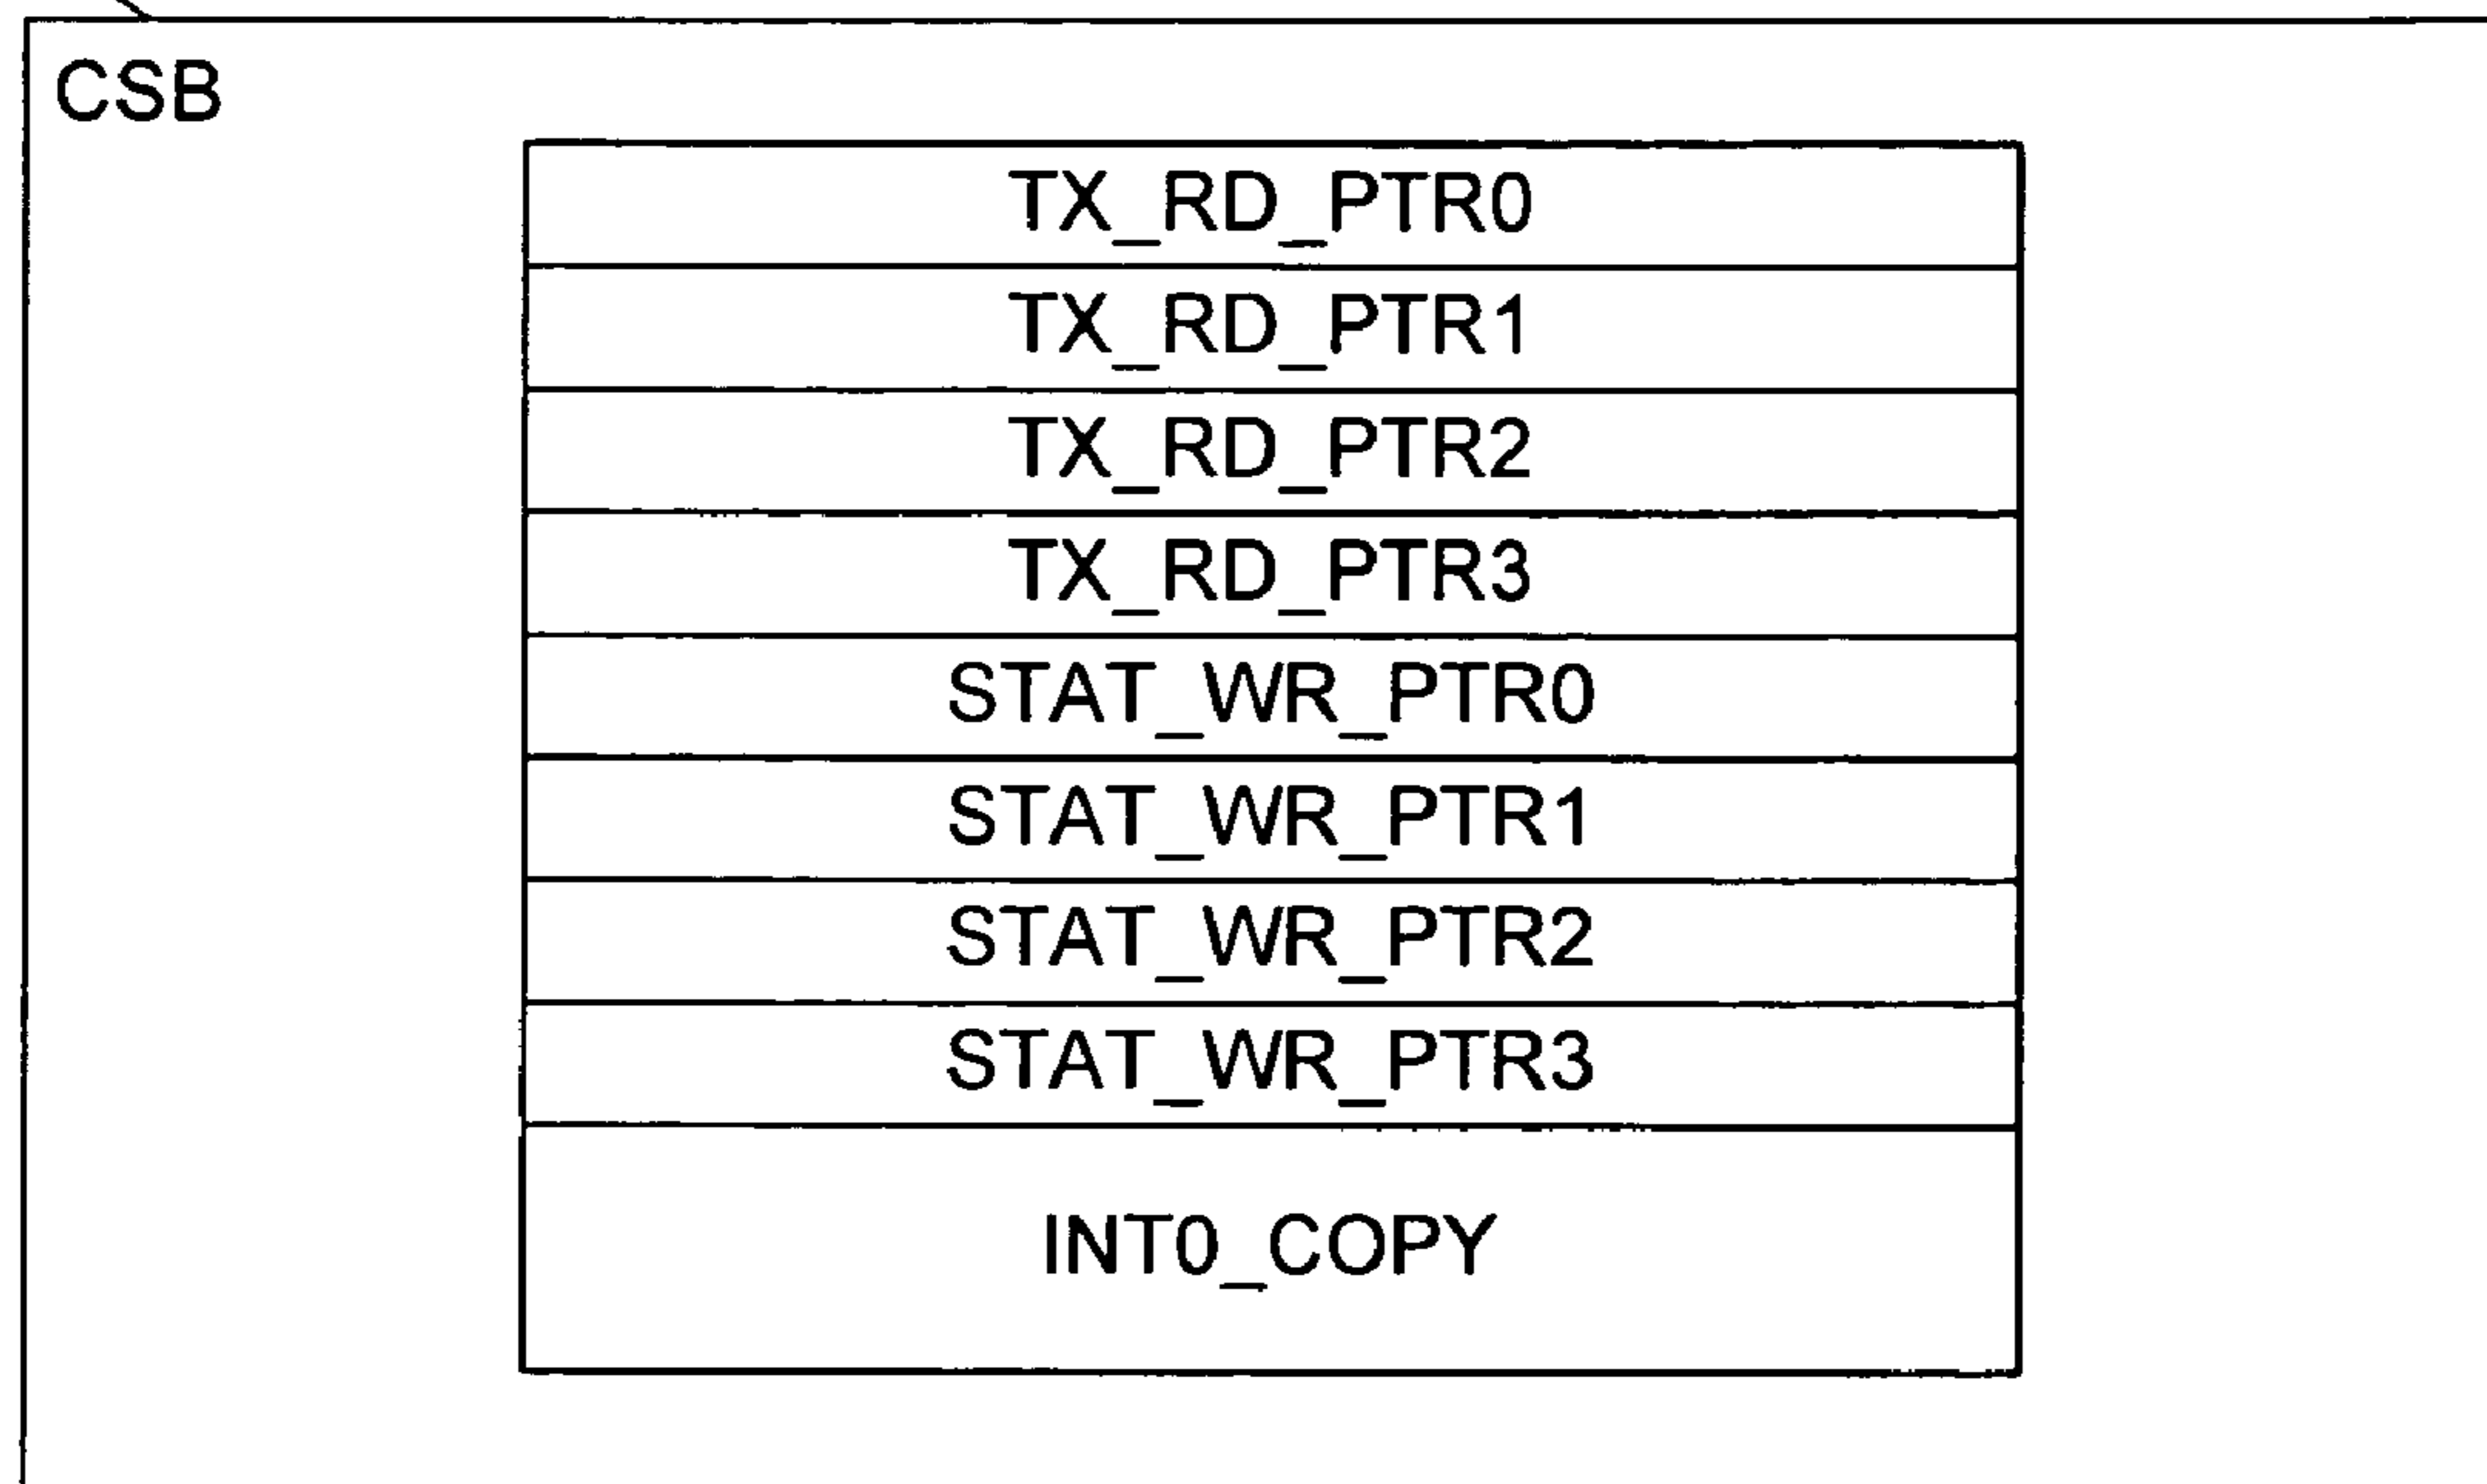 CSB
TX_RD_PTR0
TX_RD_PTR1
TX_RD_PTR2
TX_RD_PTR3
STAT_WR_PTR0
STAT_WR_PTR1
STAT_WR_PTR2
STAT_WR_PTR3
INT0_COPY